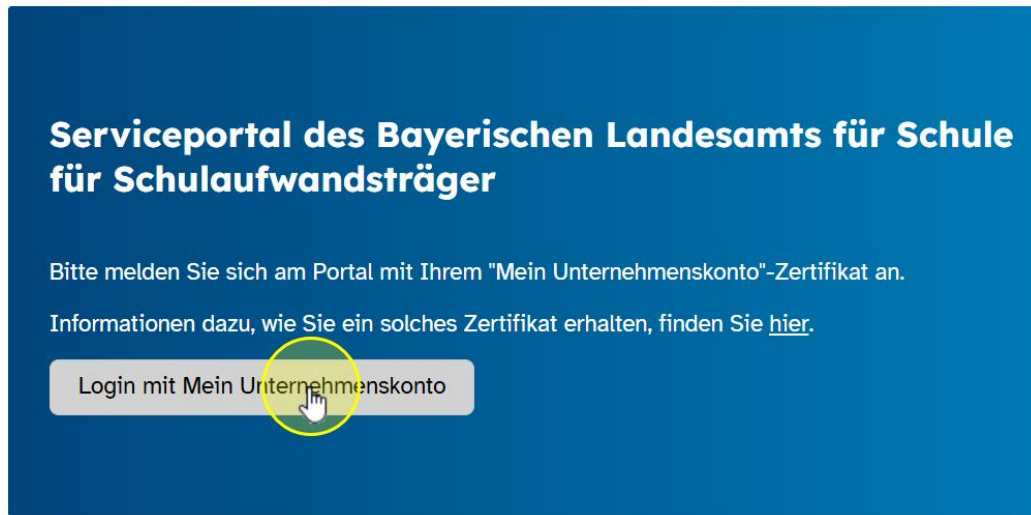 Serviceportal des Bayerischen Landesamts für Schule
für Schulaufwandsträger
Bitte melden Sie sich am Portal mit Ihrem "Mein Unternehmenskonto"-Zertifikat an.
Informationen dazu, wie Sie ein solches Zertifikat erhalten, finden Sie hier.
Login mit Mein Unternehmenskonto